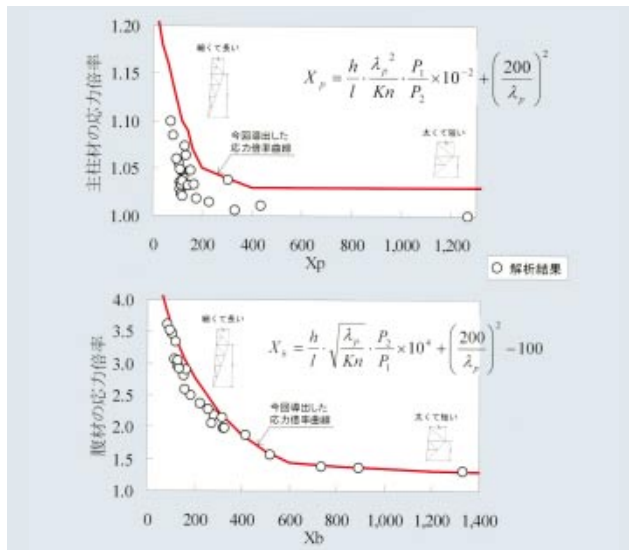 1.20
1.15
1.10
1.05
1.00
主柱材の応力倍率
細くて長い
X_p = h/l · λ_p²/Kn · P₁/P₂ ×10⁻² + (200/λ_p)²
今回導出した
応力倍率曲線
太くて短い
0 200 400 600 800 1,000 1,200
Xp
○ 解析結果
4.0
3.5
3.0
2.5
2.0
1.5
1.0
腹材の応力倍率
細くて長い
X_s = h/l · √(λ_p/Kn) · P₂/P₁ ×10⁴ + (200/λ_p)² −100
今回導出した
応力倍率曲線
太くて短い
0 200 400 600 800 1,000 1,200 1,400
Xb